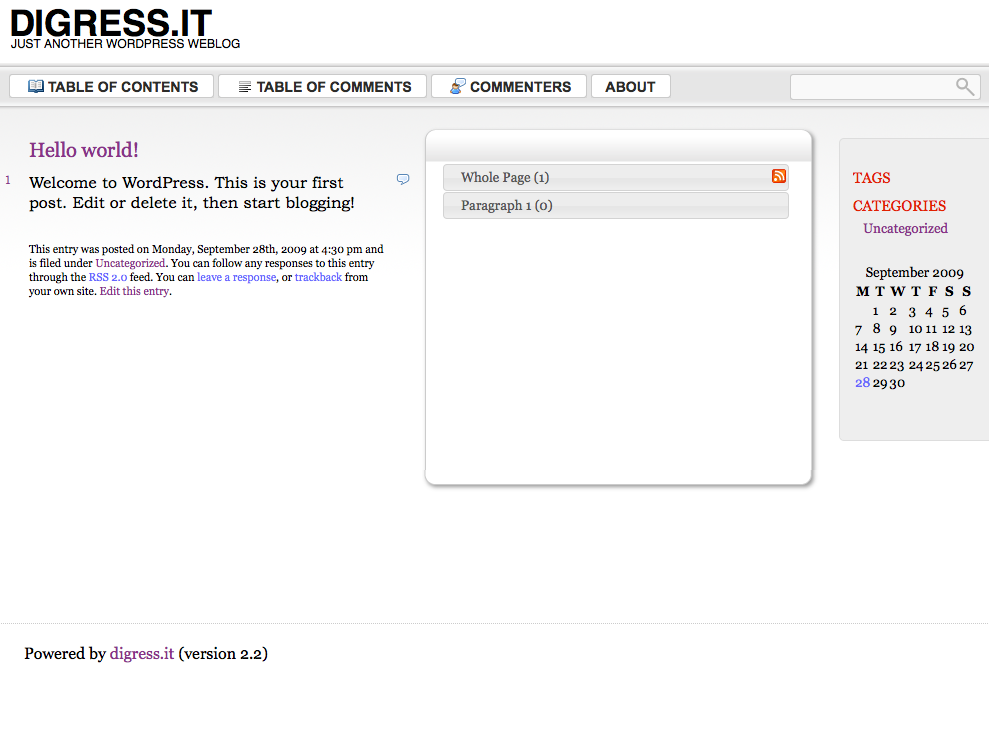 DIGRESS.IT
JUST ANOTHER WORDPRESS WEBLOG
TABLE OF CONTENTS TABLE OF COMMENTS COMMENTERS ABOUT
Hello world!
1 Welcome to WordPress. This is your first
post. Edit or delete it, then start blogging!
This entry was posted on Monday, September 28th, 2009 at 4:30 pm and
is filed under Uncategorized. You can follow any responses to this entry
through the RSS 2.0 feed. You can leave a response, or trackback from
your own site. Edit this entry.
Whole Page (1)
Paragraph 1 (0)
TAGS
CATEGORIES
Uncategorized
September 2009
M T W T F S S
1 2 3 4 5 6
7 8 9 10 11 12 13
14 15 16 17 18 19 20
21 22 23 24 25 26 27
28 29 30
Powered by digress.it (version 2.2)